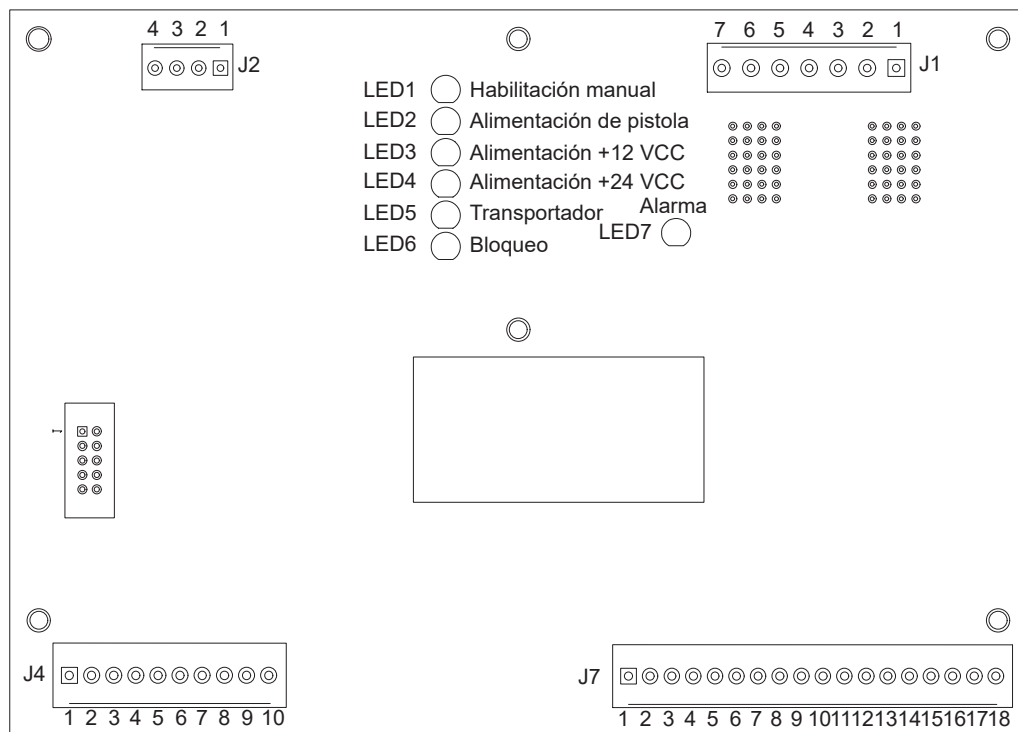 4 3 2 1
J2
7 6 5 4 3 2 1
J1
LED1 Habilitación manual
LED2 Alimentación de pistola
LED3 Alimentación +12 VCC
LED4 Alimentación +24 VCC
LED5 Transportador
LED6 Bloqueo
Alarma
LED7
1
J4
1 2 3 4 5 6 7 8 9 10
J7
1 2 3 4 5 6 7 8 9 10 11 12 13 14 15 16 17 18